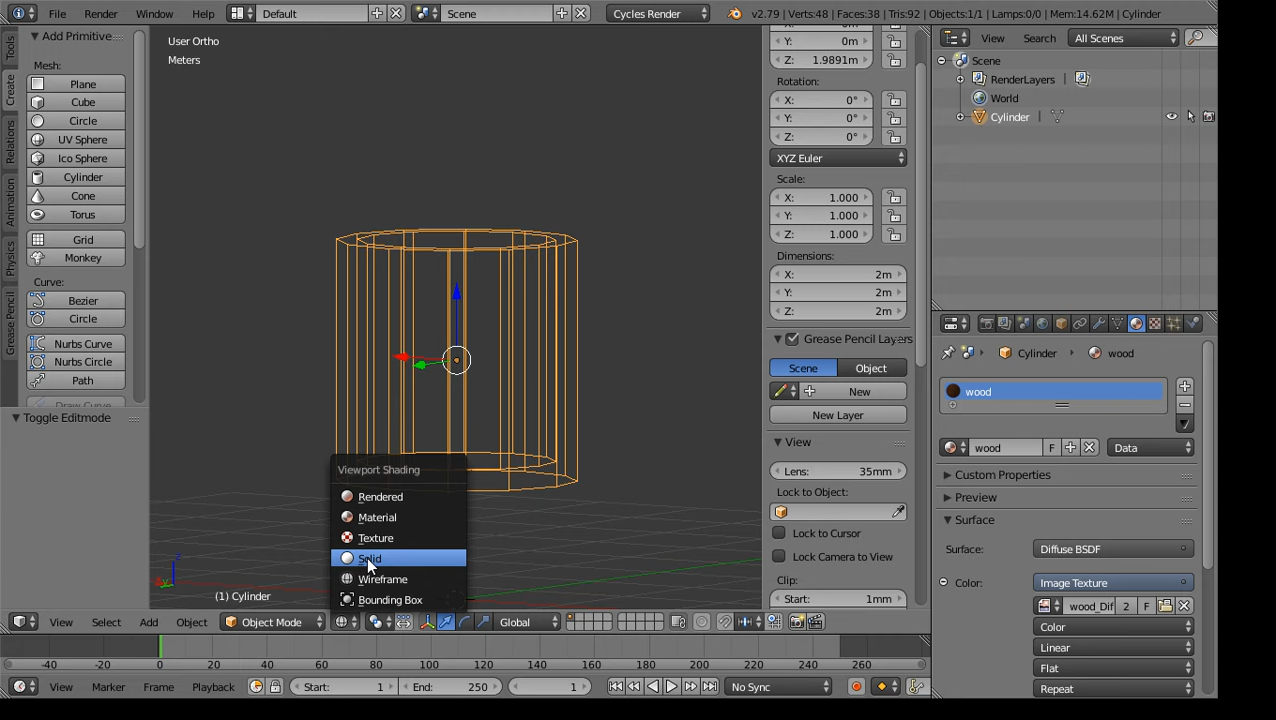 File Render Window Help Default Scene Cycles Render v2.79 | Verts:48 | Faces:38 | Tris:92 | Objects:1/1 | Lamps:0/0 | Mem:14.62M | Cylinder
Tools
Create
Relations
Animation
Physics
Grease Pencil
Add Primitive
Mesh:
Plane
Cube
Circle
UV Sphere
Ico Sphere
Cylinder
Cone
Torus
Grid
Monkey
Curve:
Bezier
Circle
Nurbs Curve
Nurbs Circle
Path
Draw Curve
Toggle Editmode
User Ortho
Meters
Viewport Shading
Rendered
Material
Texture
Solid
Wireframe
Bounding Box
(1) Cylinder
View Select Add Object Object Mode Global
Y: 0m
Z: 1.9891m
Rotation:
X: 0°
Y: 0°
Z: 0°
XYZ Euler
Scale:
X: 1.000
Y: 1.000
Z: 1.000
Dimensions:
X: 2m
Y: 2m
Z: 2m
Grease Pencil Layers
Scene Object
New
New Layer
View
Lens: 35mm
Lock to Object:
Lock to Cursor
Lock Camera to View
Clip:
Start: 1mm
View Search All Scenes
Scene
RenderLayers
World
Cylinder
Cylinder wood
wood
wood F Data
Custom Properties
Preview
Surface
Surface: Diffuse BSDF
Color: Image Texture
wood_Dif 2 F
Color
Linear
Flat
Repeat
-40 -20 0 20 40 60 80 100 120 140 160 180 200 220 240 260
View Marker Frame Playback Start: 1 End: 250 1 No Sync